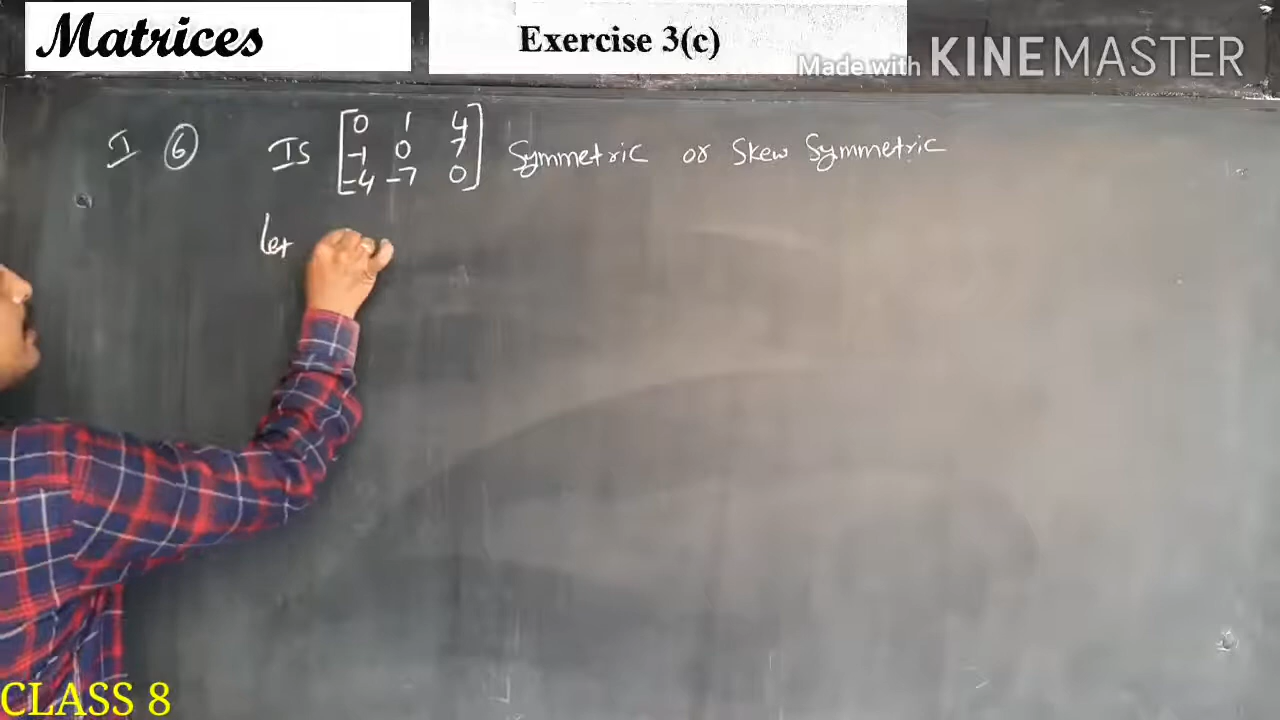 Matrices
Exercise 3(c)
Made with KINEMASTER
I 6 Is [0 1 4
-1 0 7
-4 -7 0] Symmetric or Skew Symmetric
let
CLASS 8